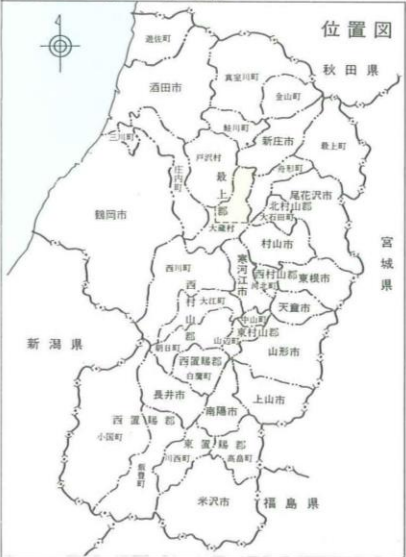 位置図
秋田県
遊佐町
酒田市
真室川町
金山町
鮭川村
新庄市
最上町
三川町
戸沢村
庄内町
舟形町
最上郡
尾花沢市
北村山郡
大石田町
鶴岡市
大蔵村
村山市
宮城県
西川町
寒河江市
西村山郡
河北町
東根市
西村山郡
大江町
天童市
中山町
東村山郡
新潟県
朝日町
山辺町
山形市
西置賜郡
白鷹町
長井市
南陽市
上山市
西置賜郡
小国町
東置賜郡
飯豊町
川西町
高畠町
米沢市
福島県